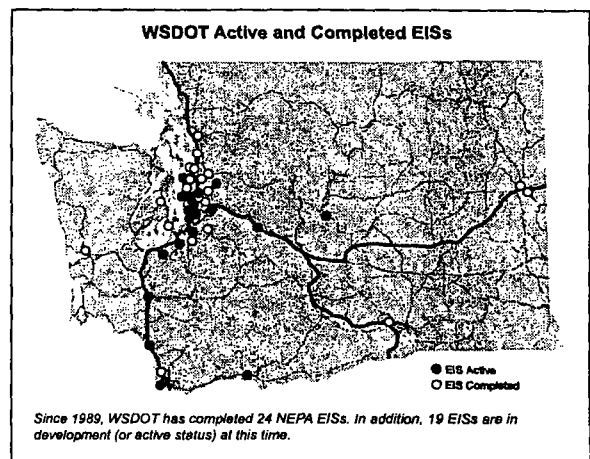 WSDOT Active and Completed EISs
EIS Active
EIS Completed
Since 1989, WSDOT has completed 24 NEPA EISs. In addition, 19 EISs are in
development (or active status) at this time.